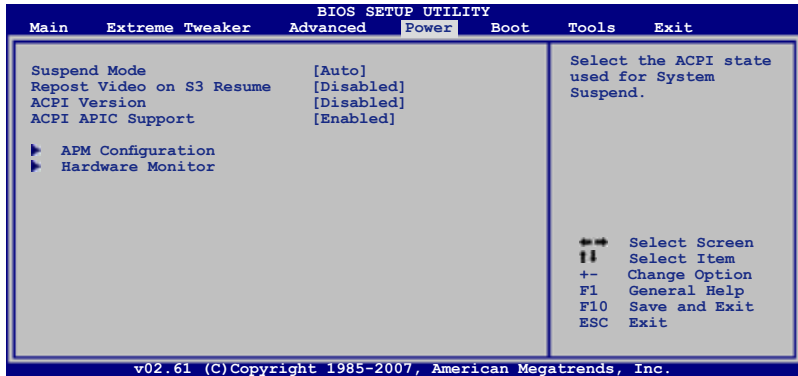 BIOS SETUP UTILITY
Main Extreme Tweaker Advanced Power Boot Tools Exit
Suspend Mode [Auto]
Repost Video on S3 Resume [Disabled]
ACPI Version [Disabled]
ACPI APIC Support [Enabled]
APM Configuration
Hardware Monitor
Select the ACPI state
used for System
Suspend.
Select Screen
Select Item
+- Change Option
F1 General Help
F10 Save and Exit
ESC Exit
v02.61 (C)Copyright 1985-2007, American Megatrends, Inc.